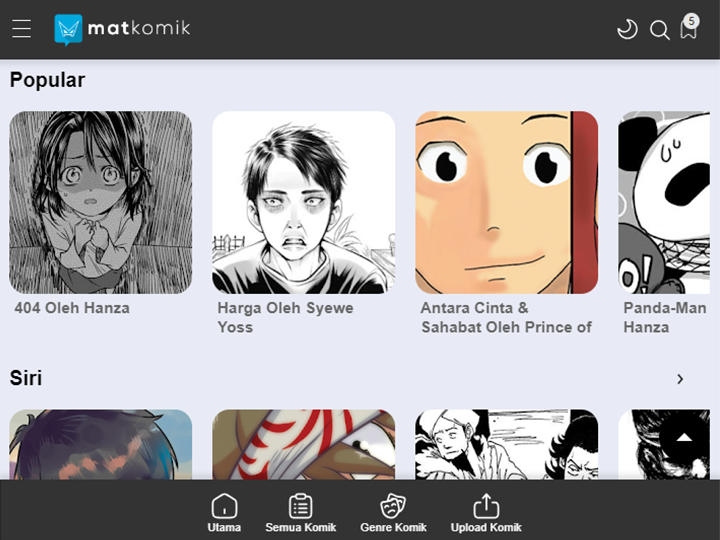 matkomik
5
Popular
404 Oleh Hanza
Harga Oleh Syewe
Yoss
Antara Cinta &
Sahabat Oleh Prince of
Panda-Man
Hanza
O!
Siri
Utama
Semua Komik
Genre Komik
Upload Komik